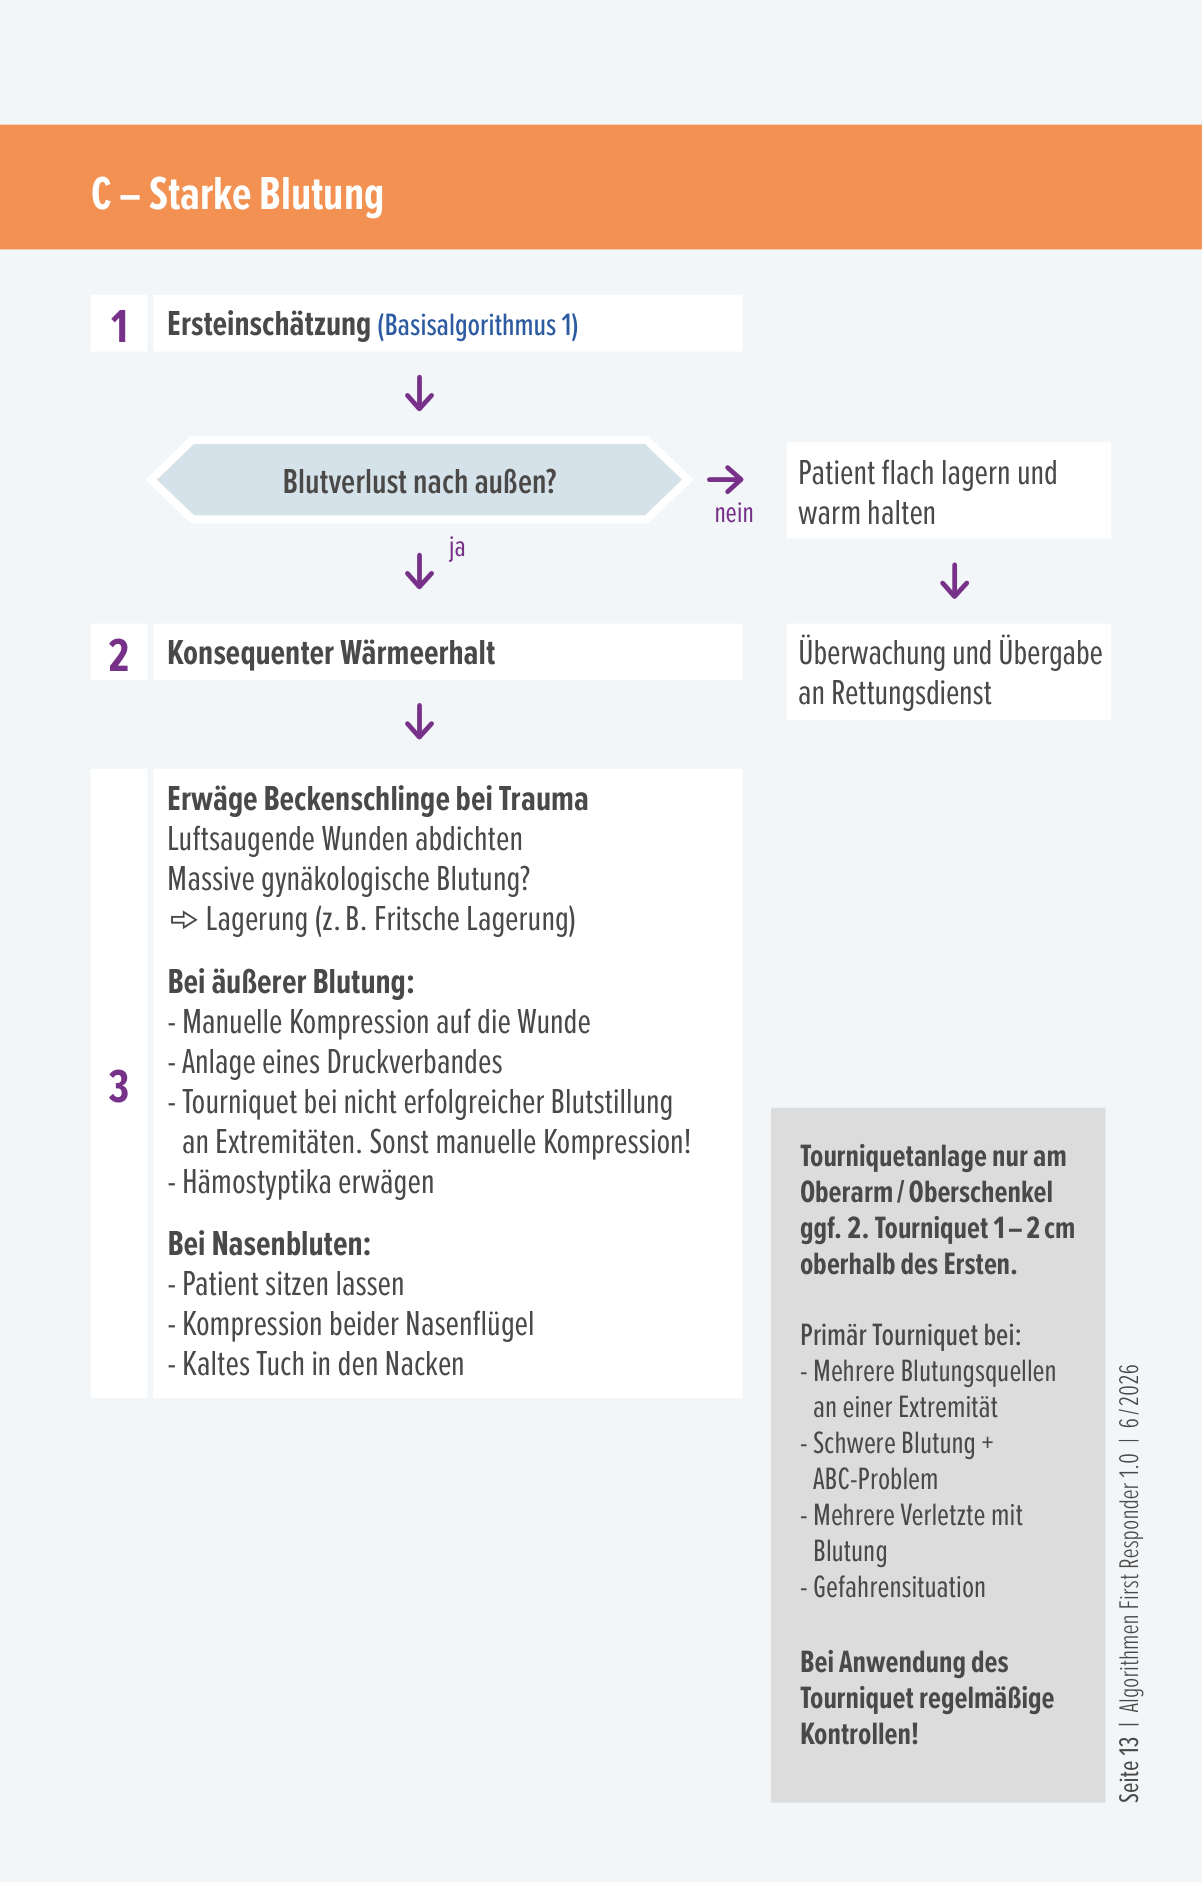 C – Starke Blutung
1
Ersteinschätzung (Basisalgorithmus 1)
Blutverlust nach außen?
nein
Patient flach lagern und
warm halten
ja
Überwachung und Übergabe
an Rettungsdienst
2
Konsequenter Wärmeerhalt
3
Erwäge Beckenschlinge bei Trauma
Luftsaugende Wunden abdichten
Massive gynäkologische Blutung?
➩ Lagerung (z. B. Fritsche Lagerung)
Bei äußerer Blutung:
- Manuelle Kompression auf die Wunde
- Anlage eines Druckverbandes
- Tourniquet bei nicht erfolgreicher Blutstillung
an Extremitäten. Sonst manuelle Kompression!
- Hämostyptika erwägen
Bei Nasenbluten:
- Patient sitzen lassen
- Kompression beider Nasenflügel
- Kaltes Tuch in den Nacken
Tourniquetanlage nur am
Oberarm / Oberschenkel
ggf. 2. Tourniquet 1 – 2 cm
oberhalb des Ersten.
Primär Tourniquet bei:
- Mehrere Blutungsquellen
an einer Extremität
- Schwere Blutung +
ABC-Problem
- Mehrere Verletzte mit
Blutung
- Gefahrensituation
Bei Anwendung des
Tourniquet regelmäßige
Kontrollen!
Seite 13 | Algorithmen First Responder 1.0 | 6 / 2026